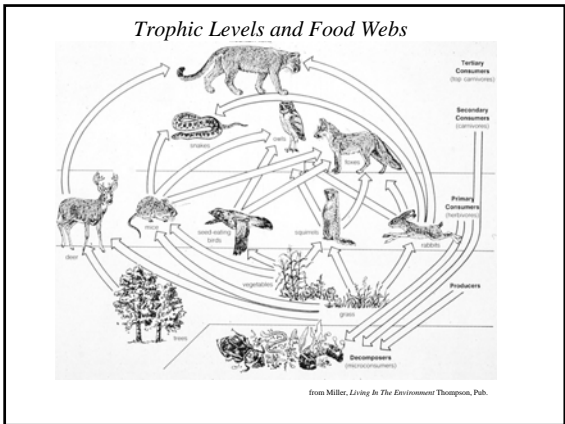 Trophic Levels and Food Webs
Tertiary
Consumers
(top carnivores)
Secondary
Consumers
(carnivores)
snakes
owls
foxes
Primary
Consumers
(herbivores)
deer
mice
seed-eating
birds
squirrels
rabbits
vegetables
grass
Producers
trees
Decomposers
(microconsumers)
from Miller, Living In The Environment Thompson, Pub.